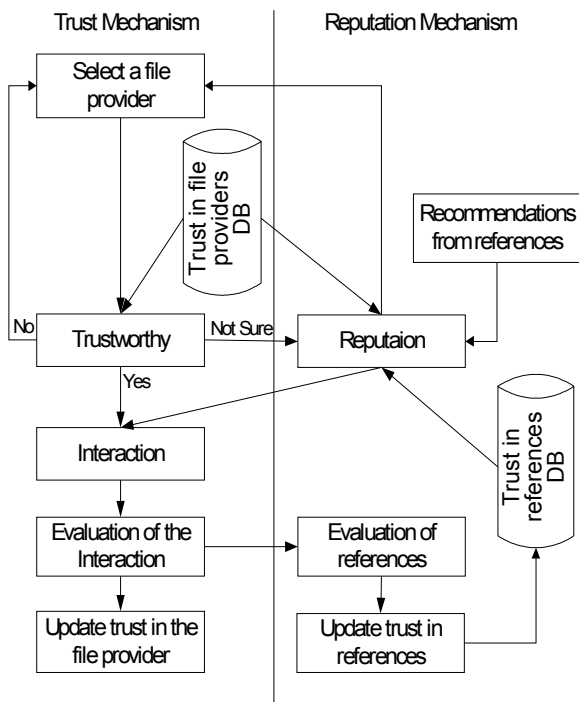 Trust Mechanism
Reputation Mechanism
Select a file
provider
Trust in file
providers
DB
Recommendations
from references
No
Trustworthy
Not Sure
Reputaion
Yes
Interaction
Trust in
references
DB
Evaluation of the
Interaction
Evaluation of
references
Update trust in the
file provider
Update trust in
references